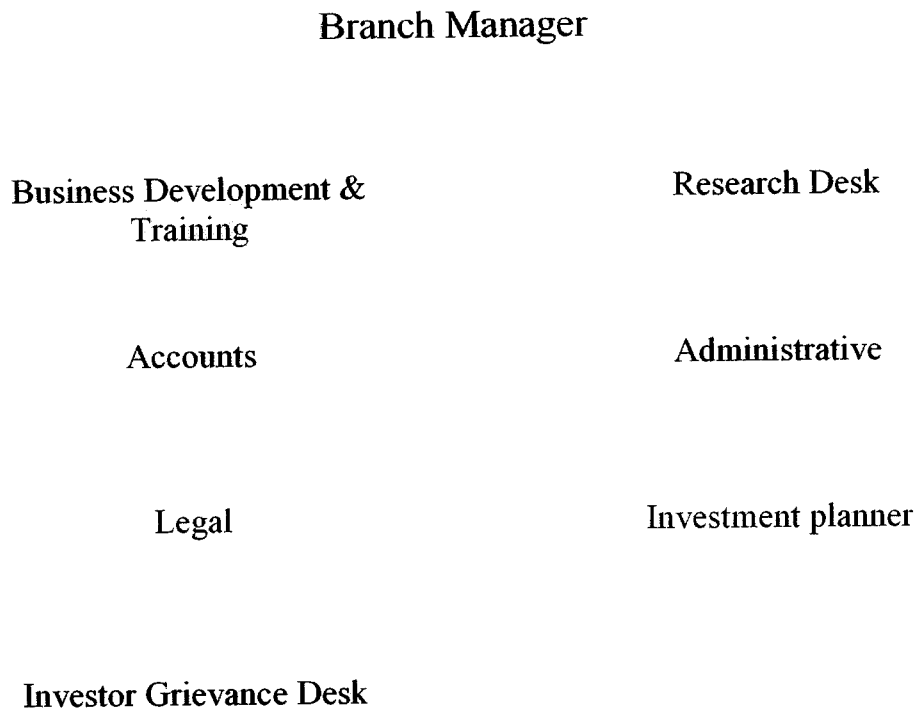 Branch Manager
Business Development &
Training
Research Desk
Accounts
Administrative
Legal
Investment planner
Investor Grievance Desk